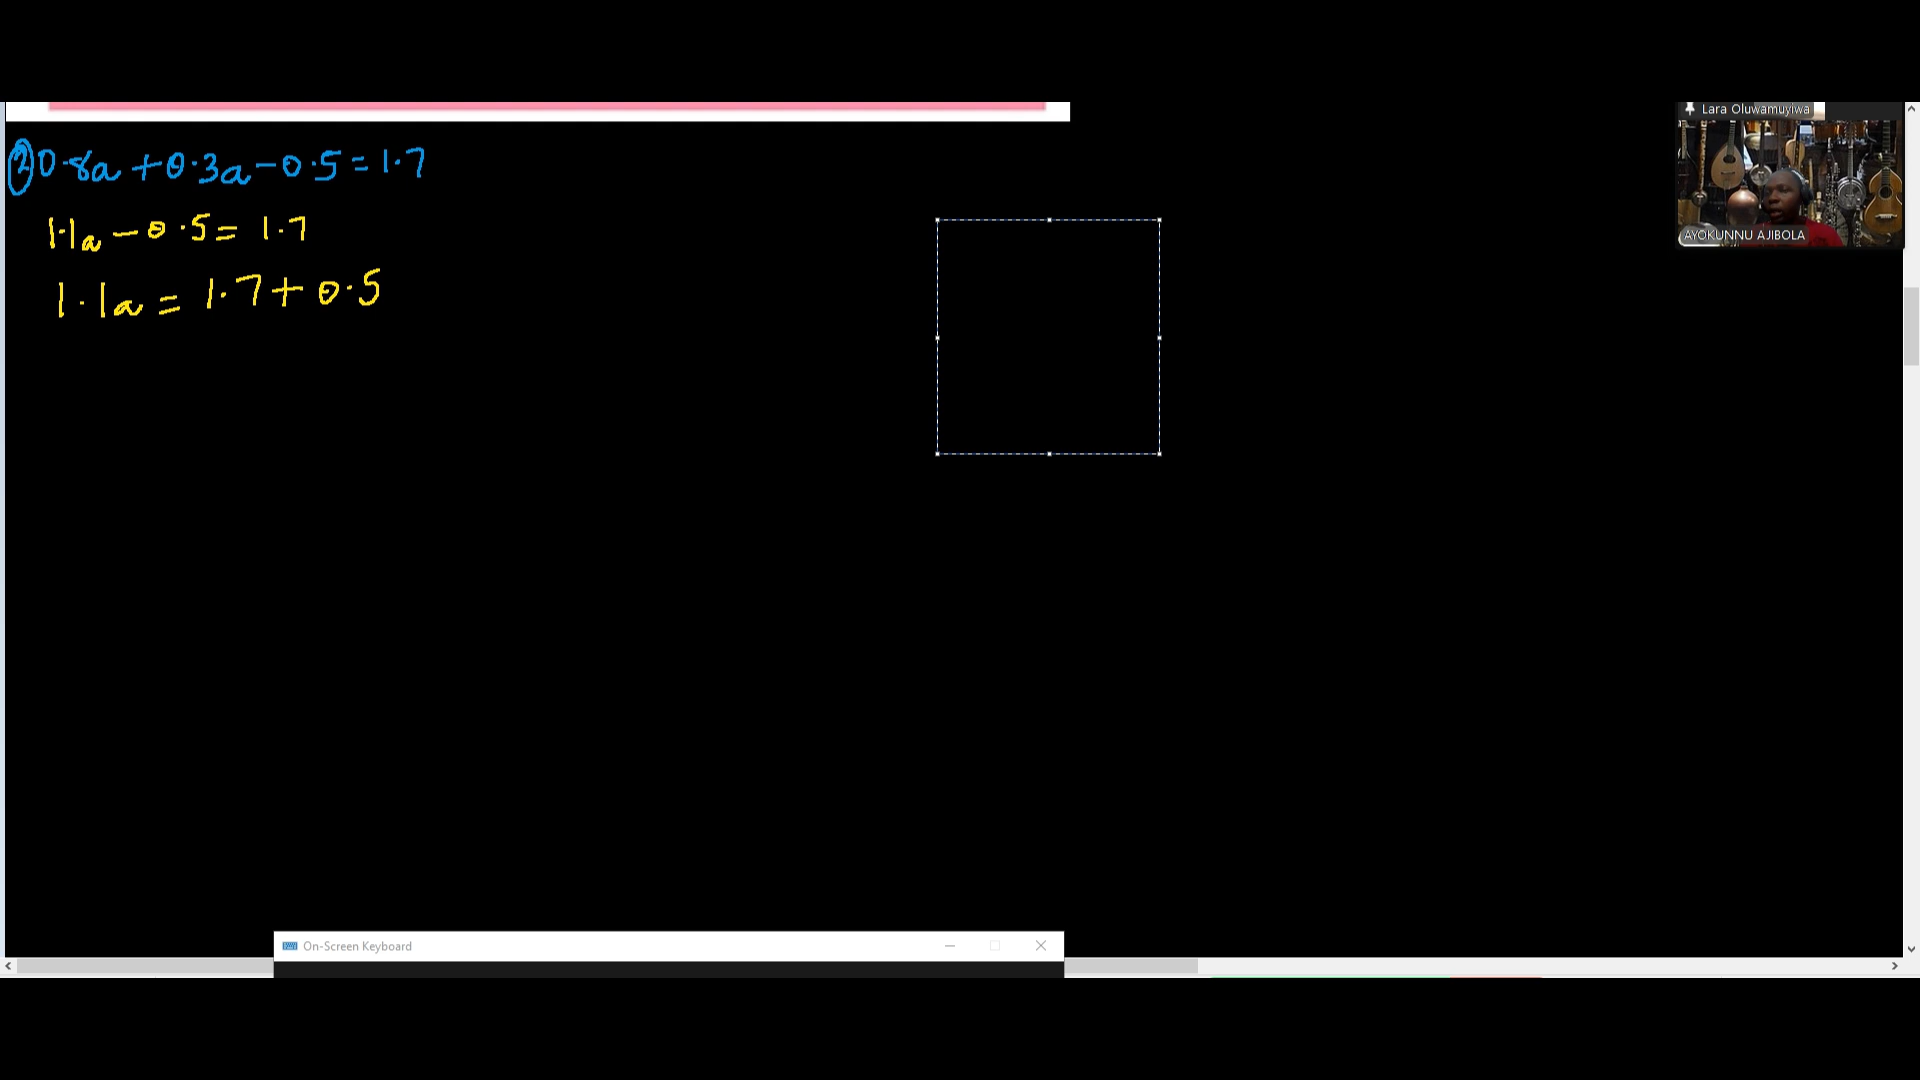 Lara Oluwamuyiwa
② 0.8a + 0.3a - 0.5 = 1.7
1.1a - 0.5 = 1.7
1.1a = 1.7 + 0.5
AYOKUNNU AJIBOLA
On-Screen Keyboard